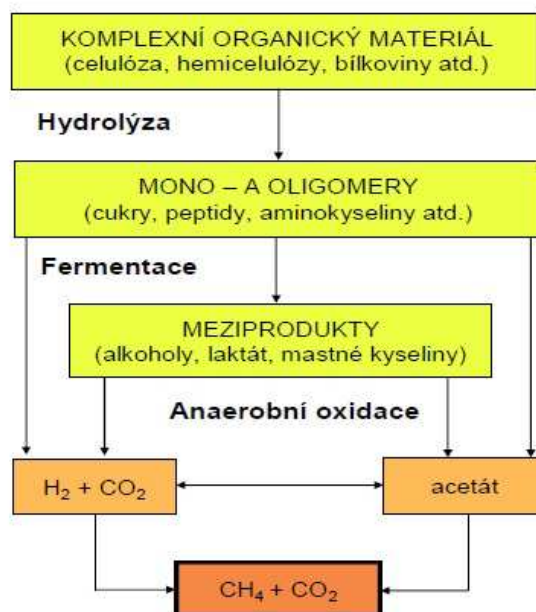 KOMPLEXNÍ ORGANICKÝ MATERIÁL
(celulóza, hemicelulózy, bílkoviny atd.)
Hydrolýza
MONO – A OLIGOMERY
(cukry, peptidy, aminokyseliny atd.)
Fermentace
MEZIPRODUKTY
(alkoholy, laktát, mastné kyseliny)
Anaerobní oxidace
H₂ + CO₂
acetát
CH₄ + CO₂